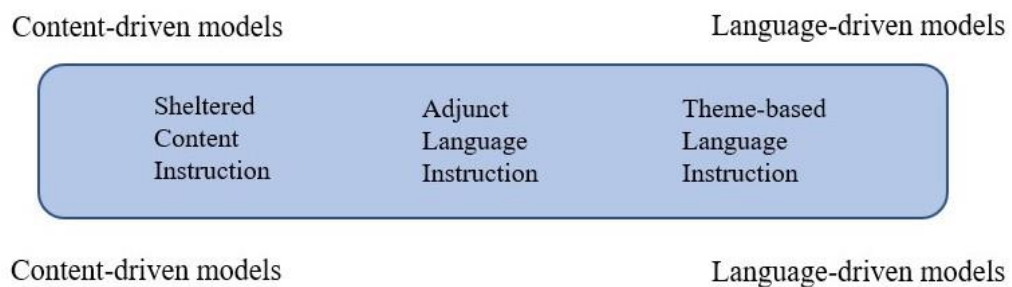 Content-driven models
Language-driven models
Sheltered
Content
Instruction
Adjunct
Language
Instruction
Theme-based
Language
Instruction
Content-driven models
Language-driven models